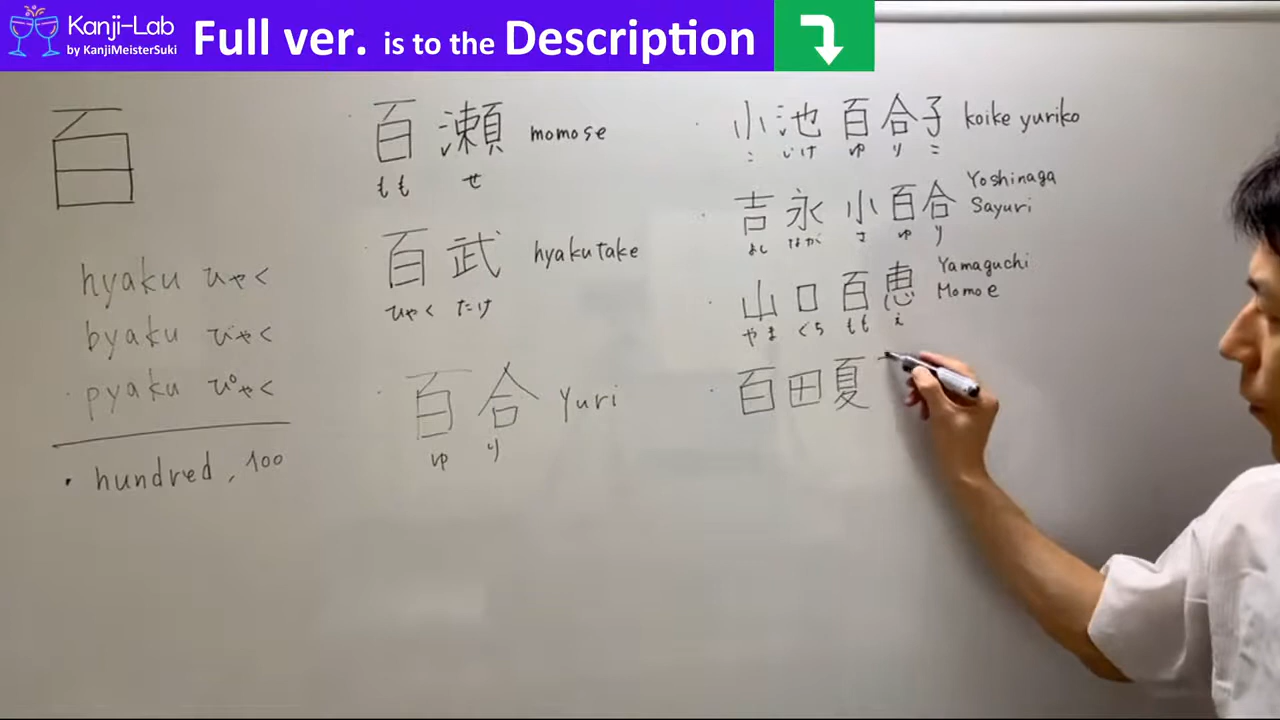 Kanji-Lab
by KanjiMeisterSuki
Full ver. is to the Description
百
hyaku ひゃく
byaku びゃく
pyaku ぴゃく
・hundred, 100
・百瀬 momose
もも せ
・百武 hyakutake
ひゃく たけ
・百合 Yuri
ゆ り
・小池百合子 koike yuriko
こ いけ ゆ り こ
・吉永小百合 Yoshinaga Sayuri
よし なが さ ゆ り
・山口百恵 Yamaguchi Momoe
やま ぐち もも え
・百田夏